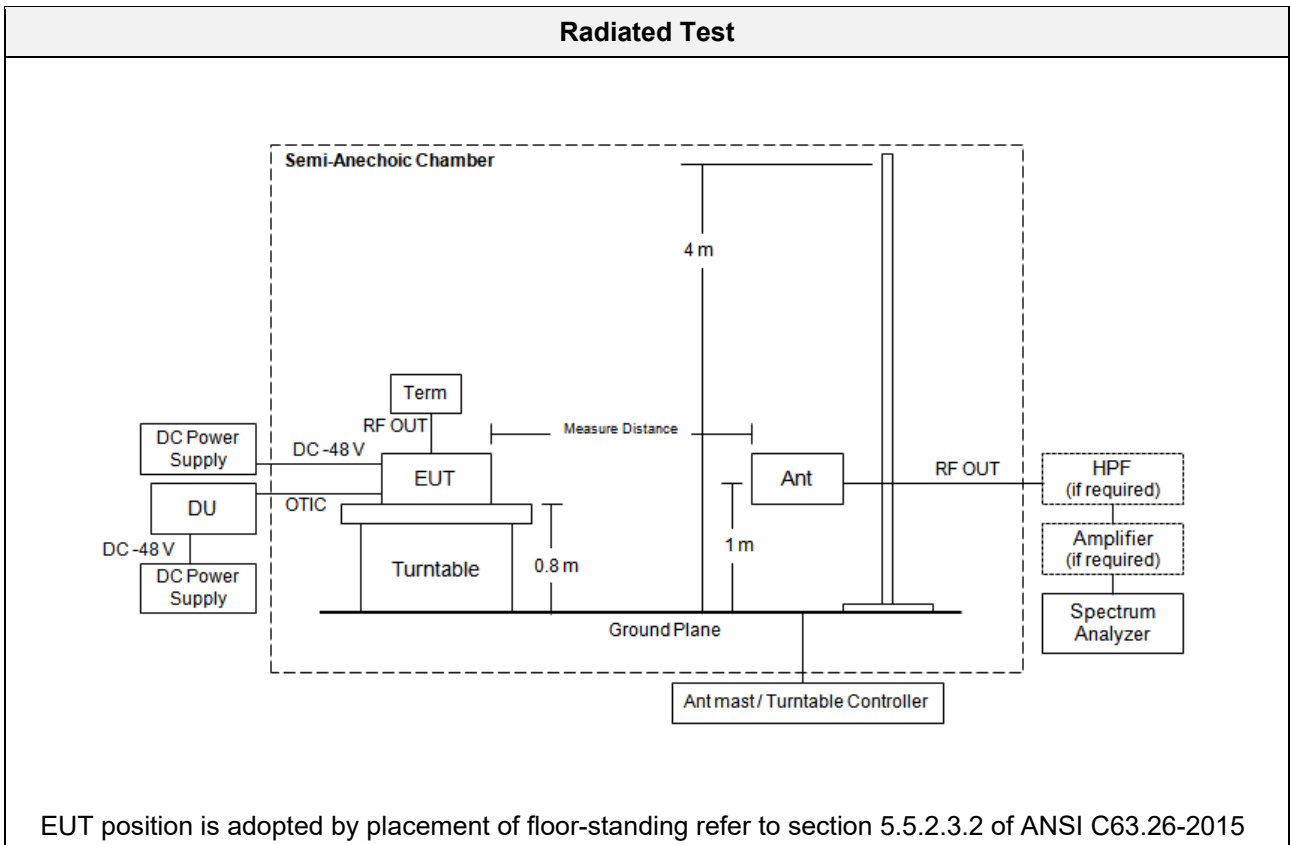 Radiated Test
Semi-Anechoic Chamber
4 m
Term
RF OUT
Measure Distance
DC Power
Supply
DC -48 V
EUT
Ant
RF OUT
HPF
(if required)
DU
OTIC
DC -48 V
1 m
Amplifier
(if required)
DC Power
Supply
Turntable
0.8 m
Spectrum
Analyzer
Ground Plane
Ant mast / Turntable Controller
EUT position is adopted by placement of floor-standing refer to section 5.5.2.3.2 of ANSI C63.26-2015